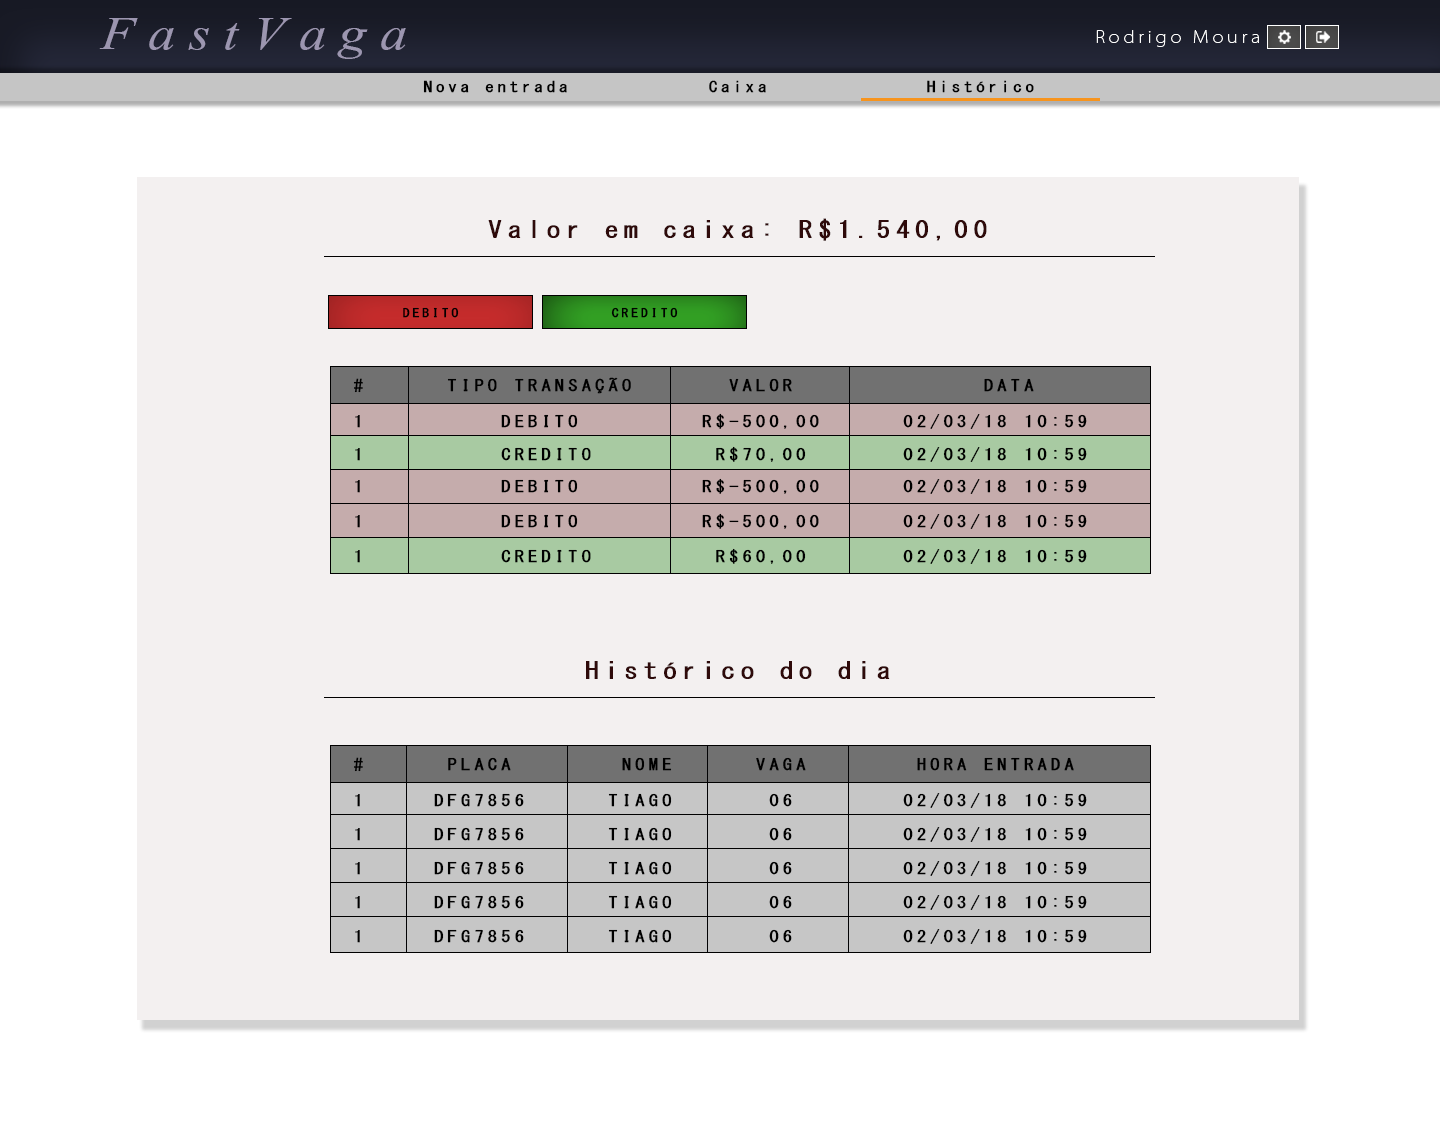 FastVaga
Rodrigo Moura
Nova entrada Caixa Histórico
Valor em caixa: R$1.540,00
DEBITO CREDITO
# TIPO TRANSAÇÃO VALOR DATA
1 DEBITO R$-500,00 02/03/18 10:59
1 CREDITO R$70,00 02/03/18 10:59
1 DEBITO R$-500,00 02/03/18 10:59
1 DEBITO R$-500,00 02/03/18 10:59
1 CREDITO R$60,00 02/03/18 10:59
Histórico do dia
# PLACA NOME VAGA HORA ENTRADA
1 DFG7856 TIAGO 06 02/03/18 10:59
1 DFG7856 TIAGO 06 02/03/18 10:59
1 DFG7856 TIAGO 06 02/03/18 10:59
1 DFG7856 TIAGO 06 02/03/18 10:59
1 DFG7856 TIAGO 06 02/03/18 10:59